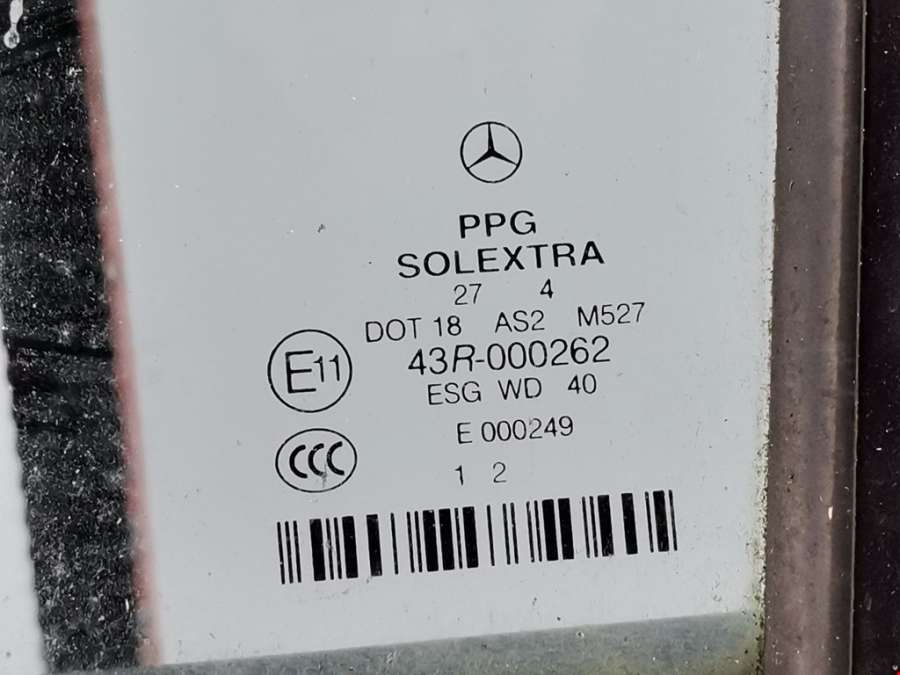 PPG
SOLEXTRA
27 4
DOT 18 AS2 M527
E11 43R-000262
ESG WD 40
E 000249
CCC
1 2